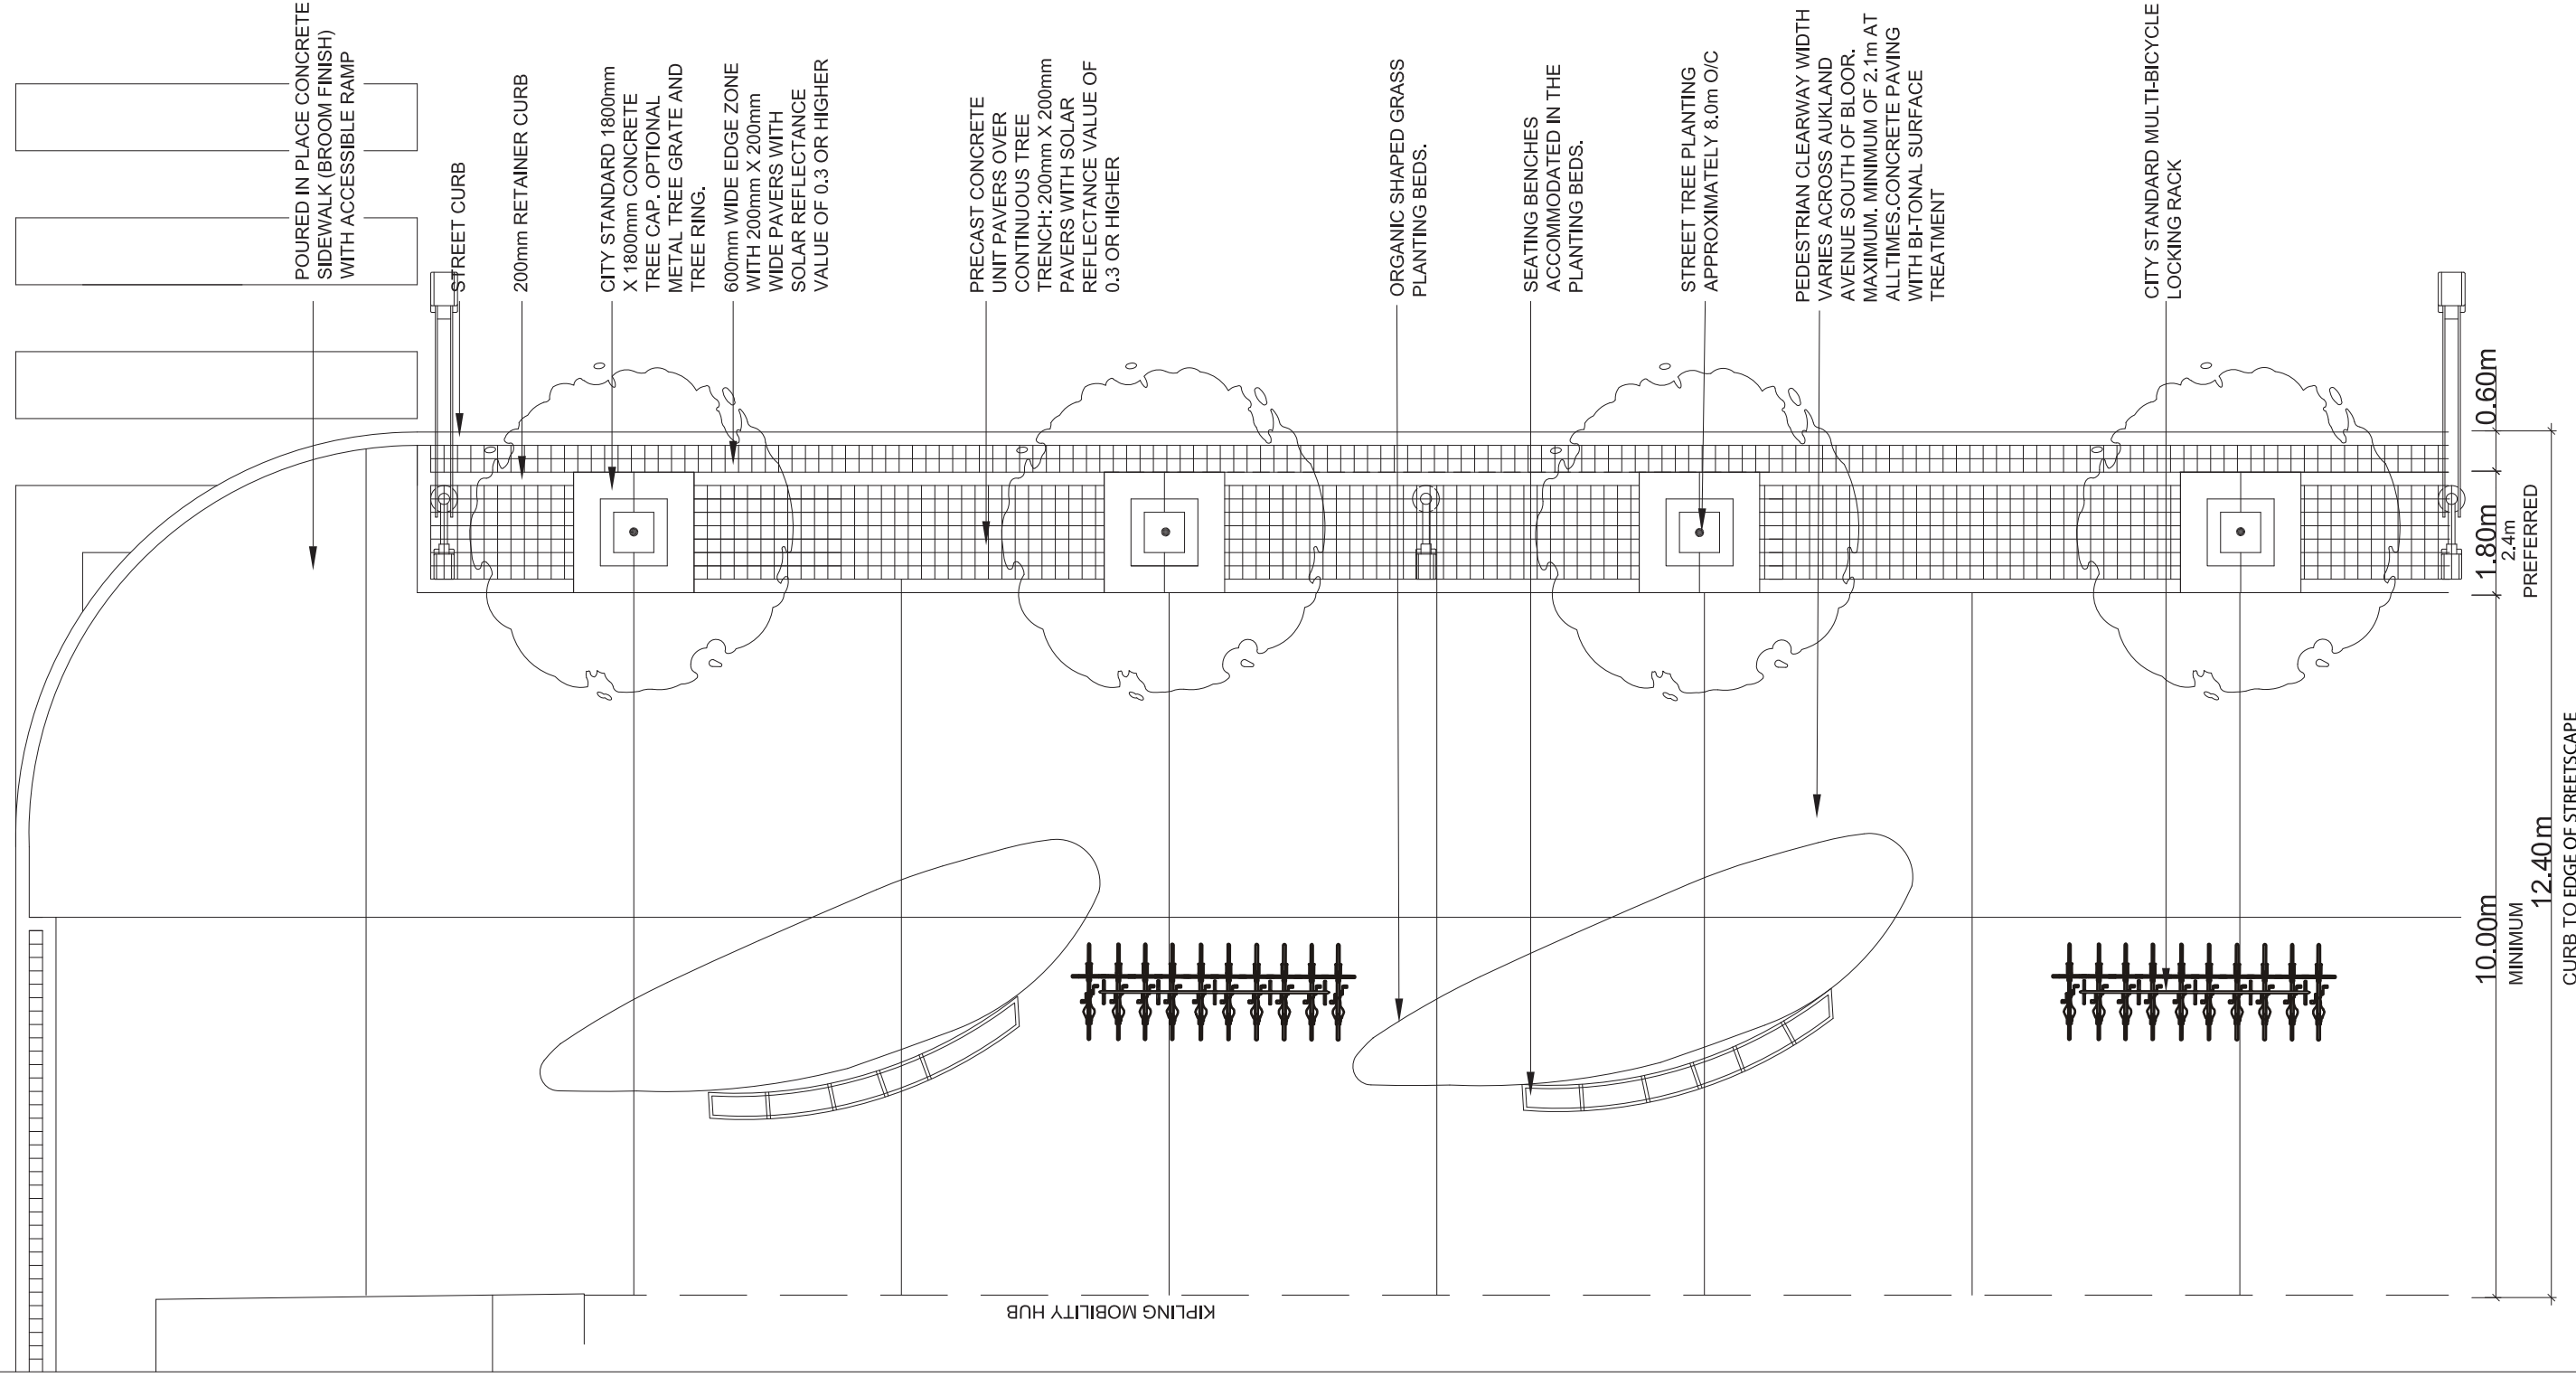 POURED IN PLACE CONCRETE
SIDEWALK (BROOM FINISH)
WITH ACCESSIBLE RAMP
STREET CURB
200mm RETAINER CURB
CITY STANDARD 1800mm
X 1800mm CONCRETE
TREE CAP. OPTIONAL
METAL TREE GRATE AND
TREE RING.
600mm WIDE EDGE ZONE
WITH 200mm X 200mm
WIDE PAVERS WITH
SOLAR REFLECTANCE
VALUE OF 0.3 OR HIGHER
PRECAST CONCRETE
UNIT PAVERS OVER
CONTINUOUS TREE
TRENCH: 200mm X 200mm
PAVERS WITH SOLAR
REFLECTANCE VALUE OF
0.3 OR HIGHER
ORGANIC SHAPED GRASS
PLANTING BEDS.
SEATING BENCHES
ACCOMMODATED IN THE
PLANTING BEDS.
STREET TREE PLANTING
APPROXIMATELY 8.0m O/C
PEDESTRIAN CLEARWAY WIDTH
VARIES ACROSS AUKLAND
AVENUE SOUTH OF BLOOR.
MAXIMUM. MINIMUM OF 2.1m AT
ALLTIMES.CONCRETE PAVING
WITH BI-TONAL SURFACE
TREATMENT
CITY STANDARD MULTI-BICYCLE
LOCKING RACK
0.60m
1.80m
2.4m
PREFERRED
10.00m
MINIMUM
12.40m
CURB TO EDGE OF STREETSCAPE
KIPLING MOBILITY HUB